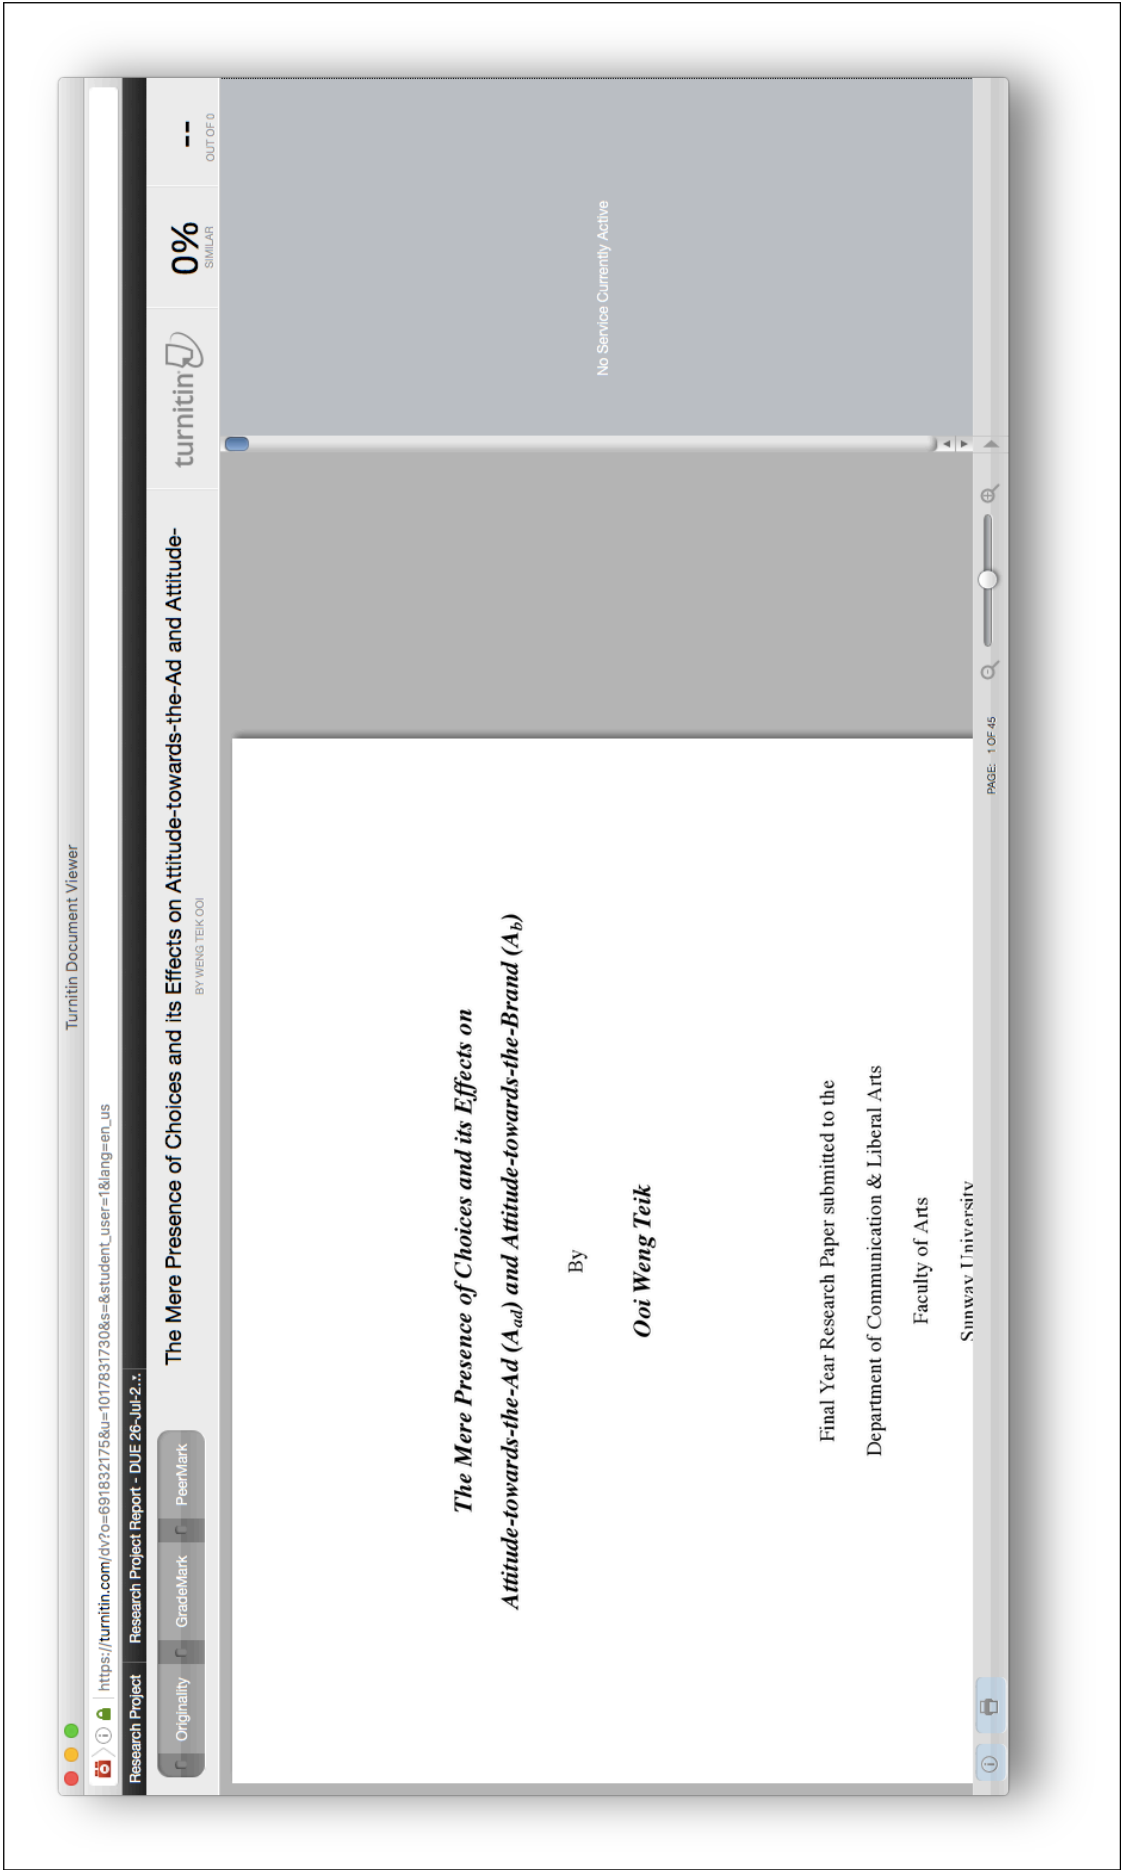 Turnitin Document Viewer
https://turnitin.com/dv?o=691832175&u=1017831730&s=&student_user=1&lang=en_us
Research Project Research Project Report - DUE 26-Jul-2...
Originality GradeMark PeerMark
The Mere Presence of Choices and its Effects on Attitude-towards-the-Ad and Attitude-
BY WENG TEIK OOI
turnitin
0%
SIMILAR
--
OUT OF 0
The Mere Presence of Choices and its Effects on
Attitude-towards-the-Ad (Aad) and Attitude-towards-the-Brand (Ab)
By
Ooi Weng Teik
Final Year Research Paper submitted to the
Department of Communication & Liberal Arts
Faculty of Arts
Sunway University
No Service Currently Active
PAGE: 1 OF 45